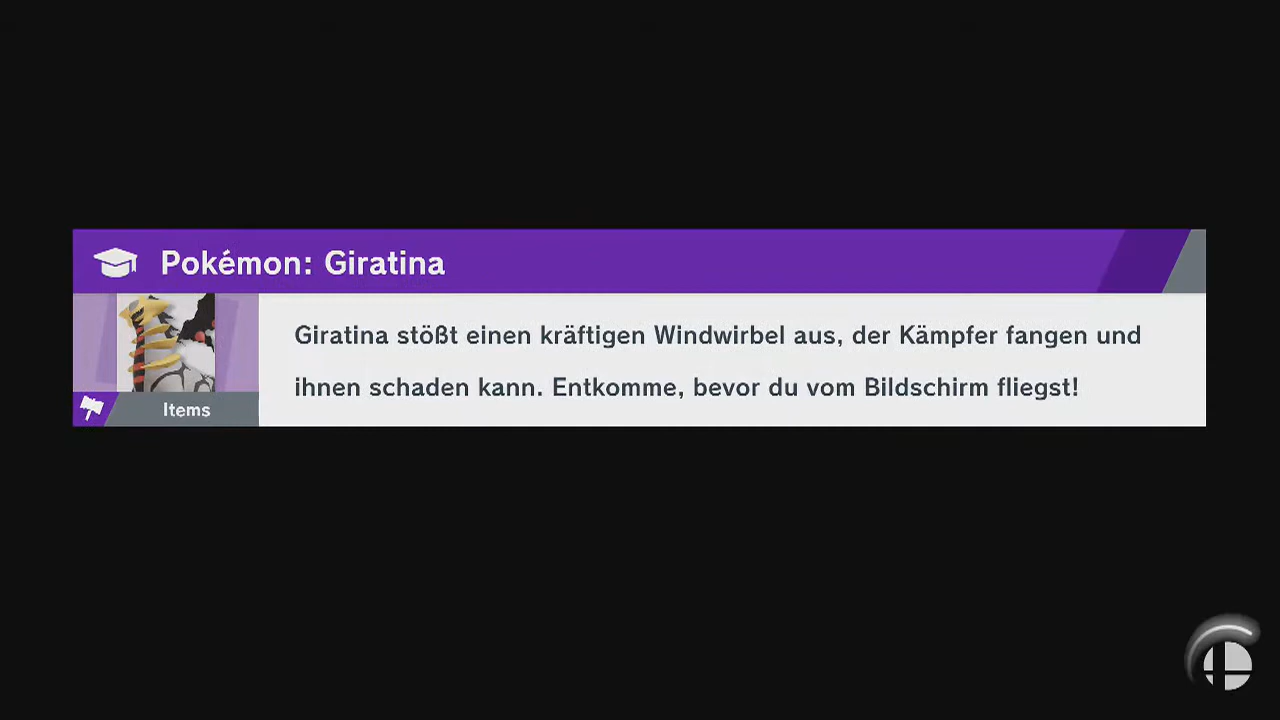 Pokémon: Giratina
Giratina stößt einen kräftigen Windwirbel aus, der Kämpfer fangen und
ihnen schaden kann. Entkomme, bevor du vom Bildschirm fliegst!
Items